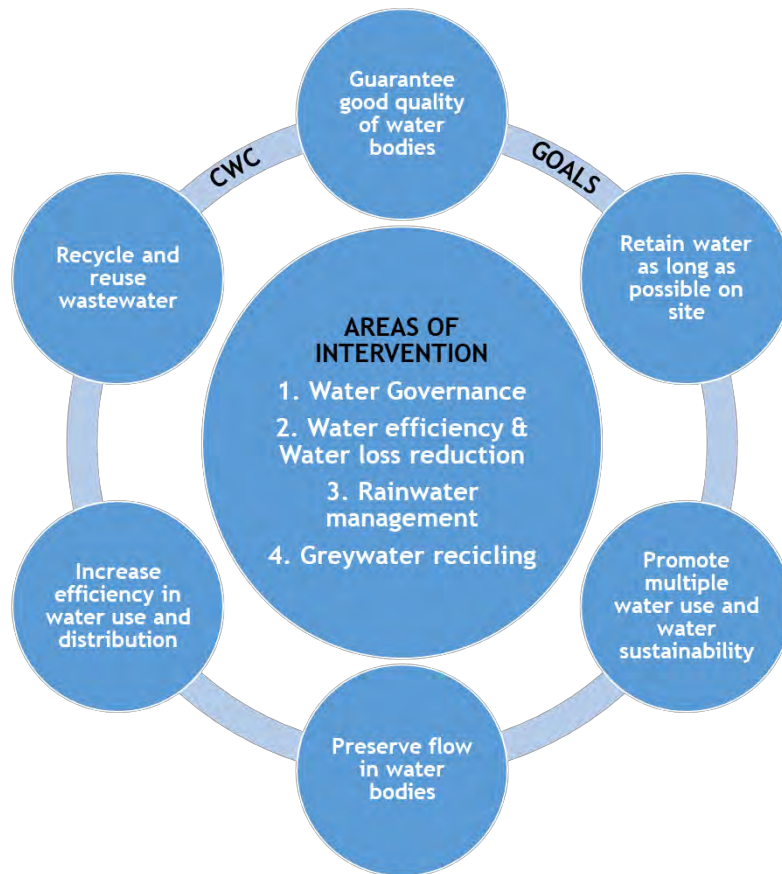 Guarantee
good quality
of water
bodies
CWC
GOALS
Retain water
as long as
possible on
site
Promote
multiple
water use and
water
sustainability
Preserve flow
in water
bodies
Increase
efficiency in
water use and
distribution
Recycle and
reuse
wastewater
AREAS OF
INTERVENTION
1. Water Governance
2. Water efficiency &
Water loss reduction
3. Rainwater
management
4. Greywater recicling